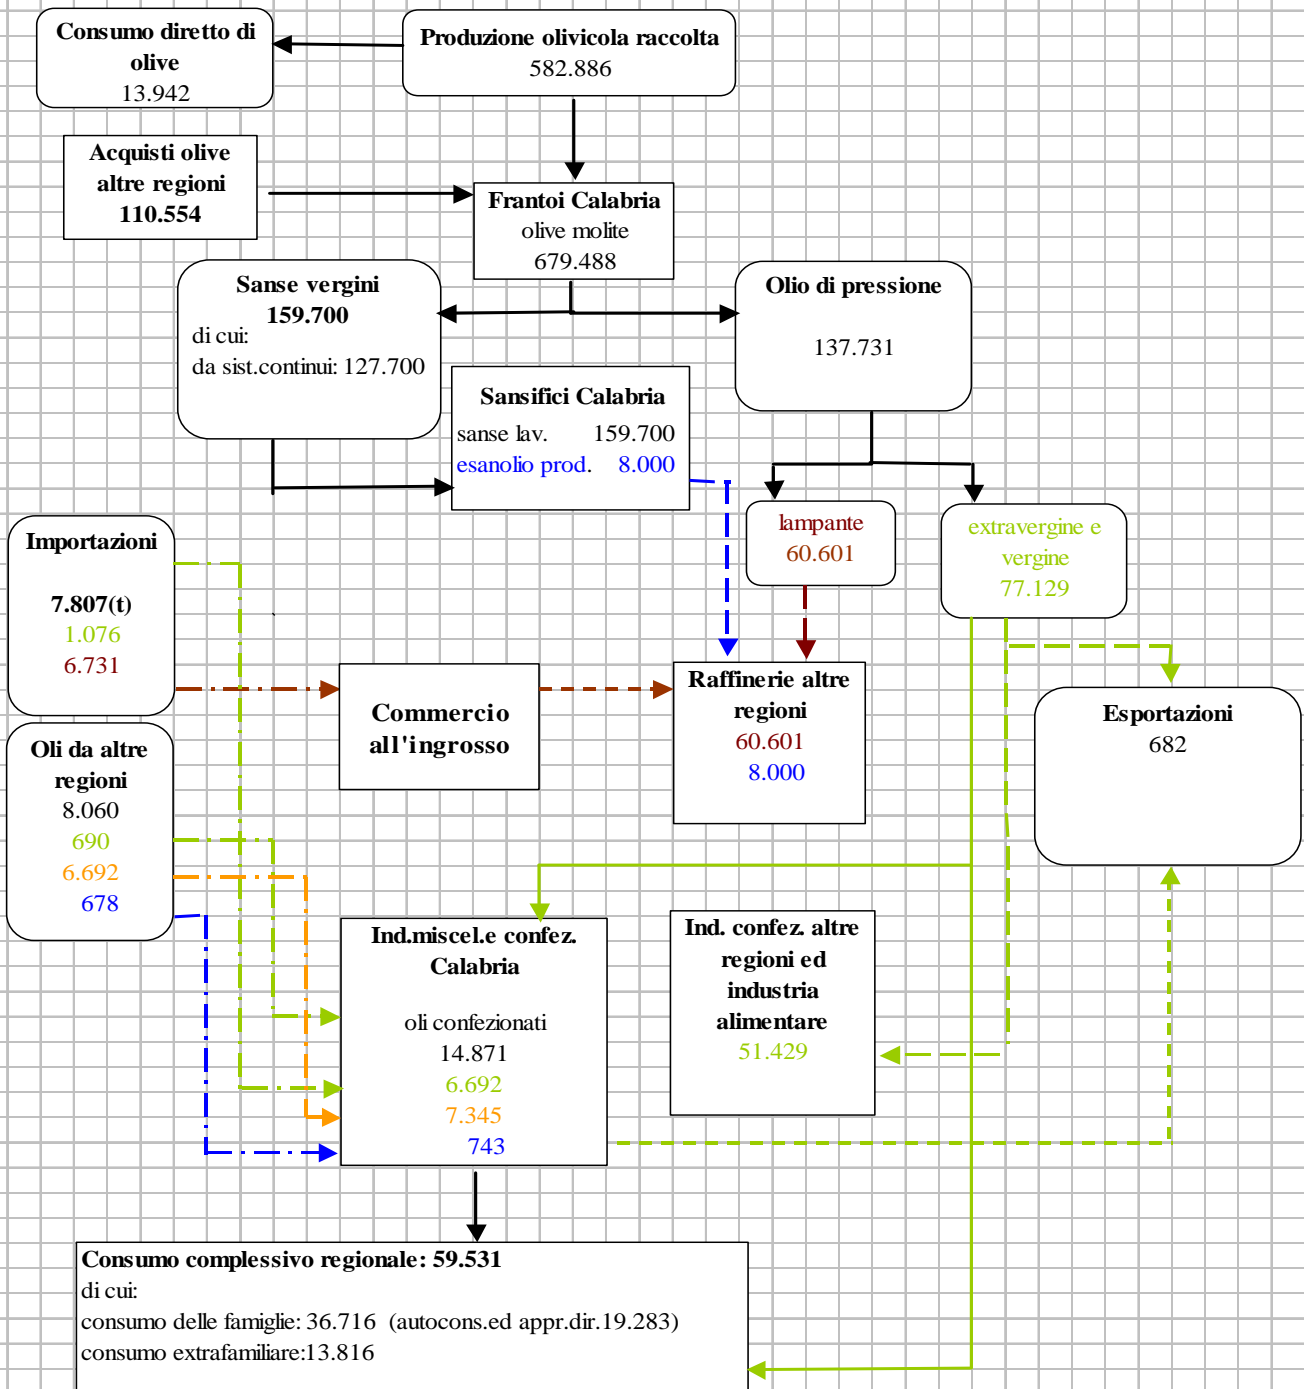 Consumo diretto di
olive
13.942
Produzione olivicola raccolta
582.886
Acquisti olive
altre regioni
110.554
Frantoi Calabria
olive molite
679.488
Sanse vergini
159.700
di cui:
da sist.continui: 127.700
Olio di pressione
137.731
Sansifici Calabria
sanse lav. 159.700
esanolio prod. 8.000
lampante
60.601
extravergine e
vergine
77.129
Importazioni
7.807(t)
1.076
6.731
Commercio
all'ingrosso
Raffinerie altre
regioni
60.601
8.000
Esportazioni
682
Oli da altre
regioni
8.060
690
6.692
678
Ind.miscel.e confez.
Calabria
oli confezionati
14.871
6.692
7.345
743
Ind. confez. altre
regioni ed
industria
alimentare
51.429
Consumo complessivo regionale: 59.531
di cui:
consumo delle famiglie: 36.716 (autocons.ed appr.dir.19.283)
consumo extrafamiliare:13.816